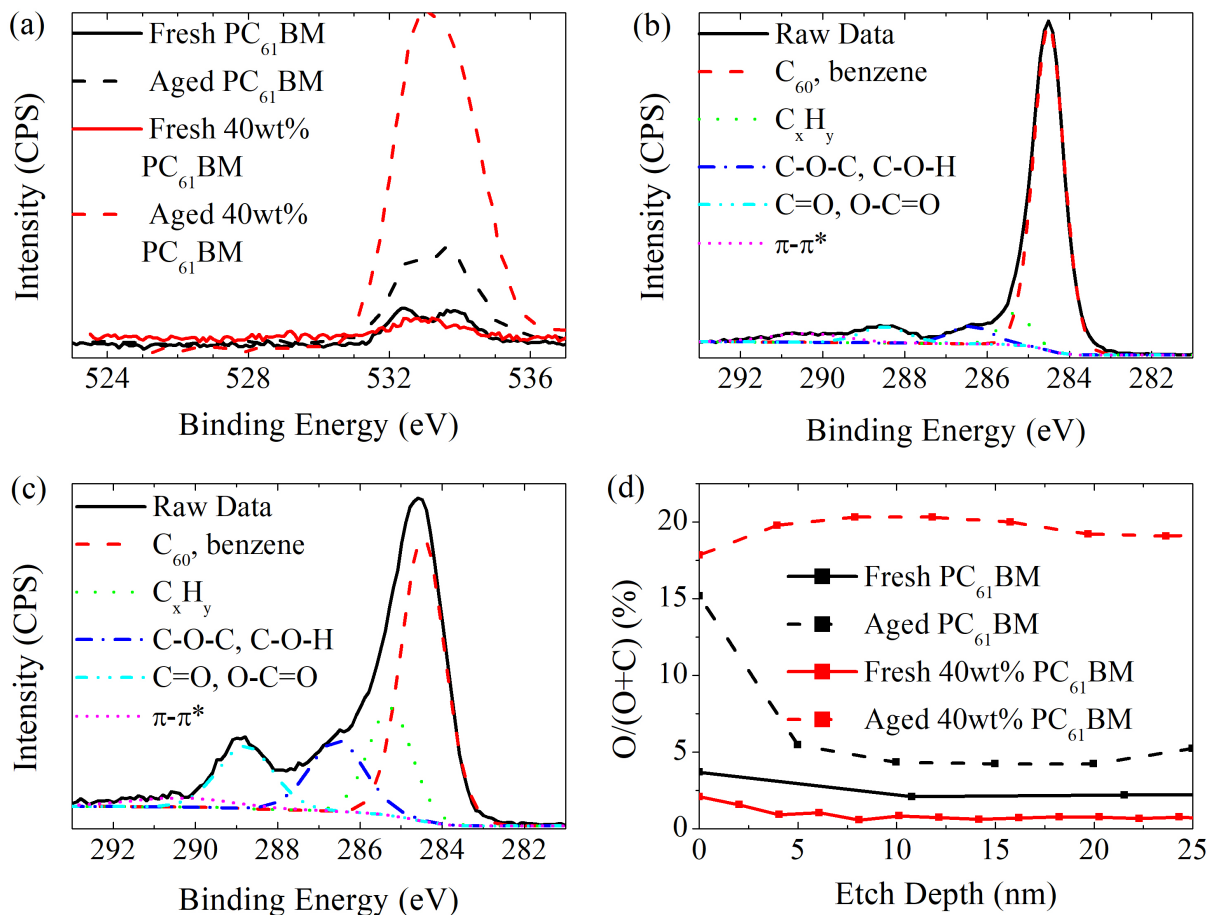 (a)
Fresh PC61BM
Aged PC61BM
Fresh 40wt%
PC61BM
Aged 40wt%
PC61BM
Intensity (CPS)
524 528 532 536
Binding Energy (eV)
(b)
Raw Data
C60, benzene
CxHy
C-O-C, C-O-H
C=O, O-C=O
π-π*
Intensity (CPS)
292 290 288 286 284 282
Binding Energy (eV)
(c)
Raw Data
C60, benzene
CxHy
C-O-C, C-O-H
C=O, O-C=O
π-π*
Intensity (CPS)
292 290 288 286 284 282
Binding Energy (eV)
(d)
20
15
10
5
0
O/(O+C) (%)
Fresh PC61BM
Aged PC61BM
Fresh 40wt% PC61BM
Aged 40wt% PC61BM
0 5 10 15 20 25
Etch Depth (nm)